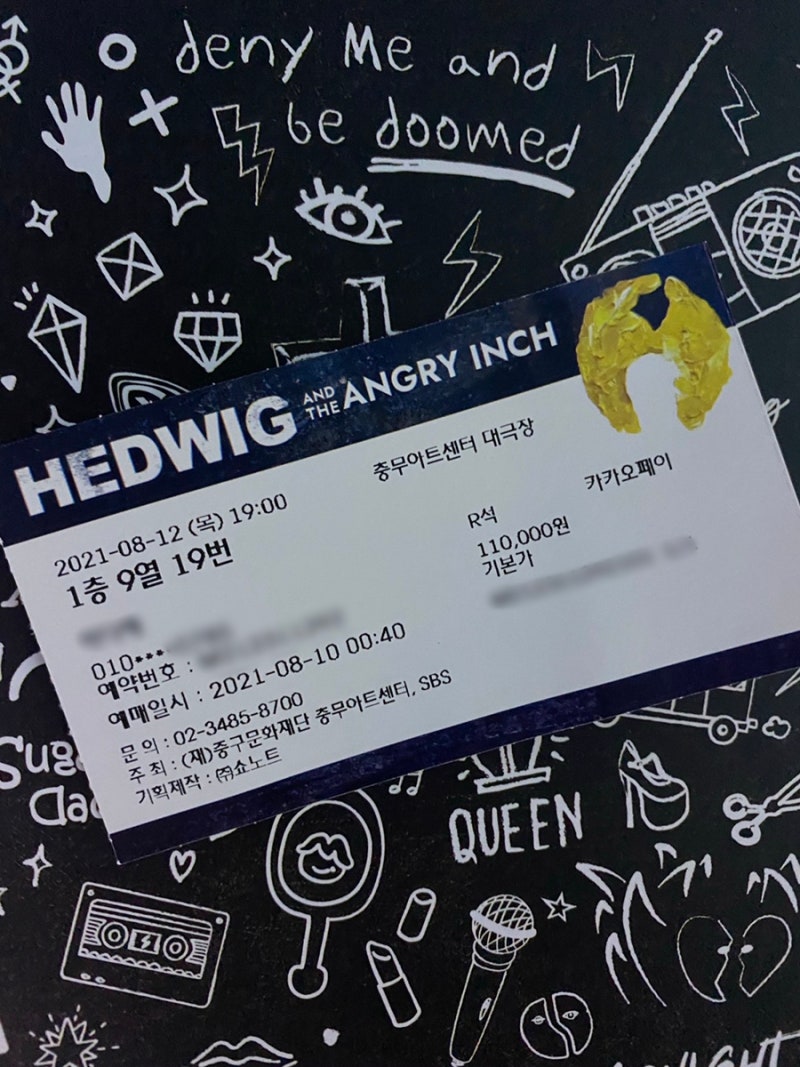 deny Me and
be doomed
HEDWIG AND THE ANGRY INCH
충무아트센터 대극장
2021-08-12 (목) 19:00
카카오페이
1층 9열 19번
R석
110,000원
기본가
010***
예약번호 :
예매일시 : 2021-08-10 00:40
문 의 : 02-3485-8700
주 최 : (재)중구문화재단 충무아트센터, SBS
기획제작 : ㈜쇼노트
QUEEN